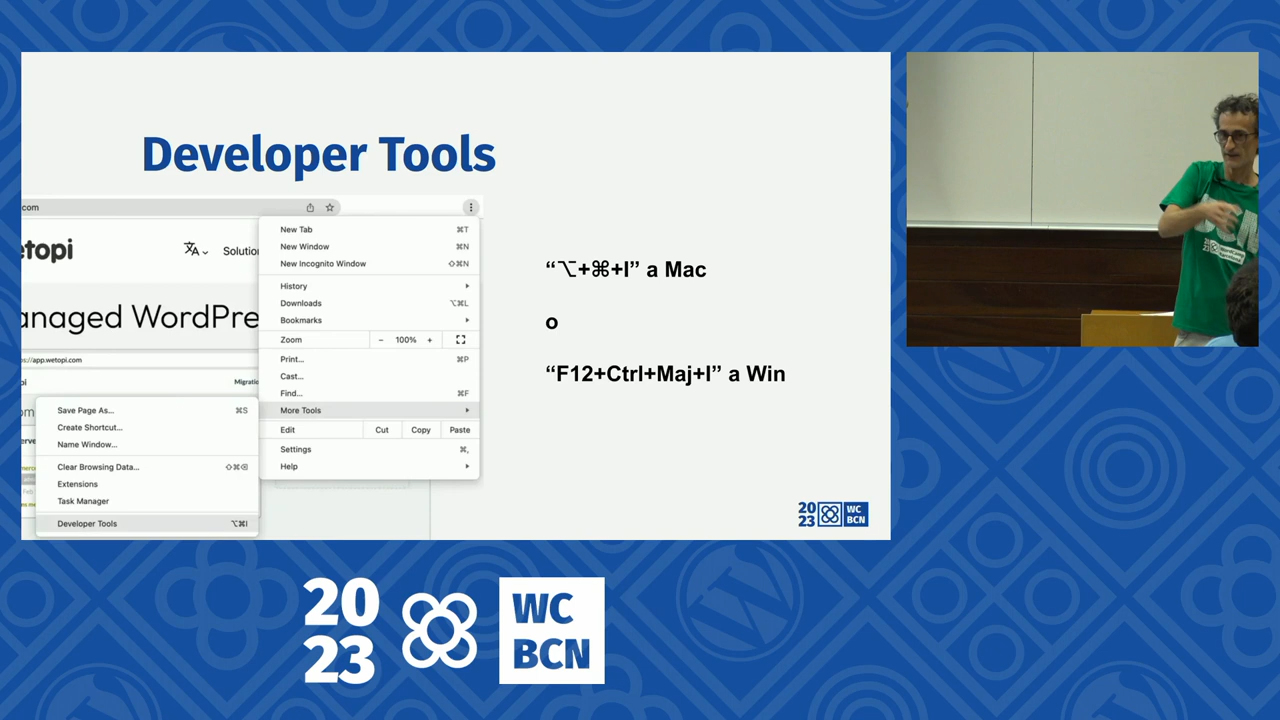 Developer Tools
com
etopi
Solution
anaged WordPre
s://app.wetopi.com
pi
Migratio
New Tab ⌘T
New Window ⌘N
New Incognito Window ⇧⌘N
History
Downloads ⌥⌘L
Bookmarks
Zoom − 100% +
Print... ⌘P
Cast...
Find... ⌘F
More Tools
Edit Cut Copy Paste
Settings ⌘,
Help
Save Page As... ⌘S
Create Shortcut...
Name Window...
Clear Browsing Data... ⇧⌘⌫
Extensions
Task Manager
Developer Tools ⌥⌘I
“⌥+⌘+I” a Mac
o
“F12+Ctrl+Maj+I” a Win
20
23
WC
BCN
20
23
WC
BCN